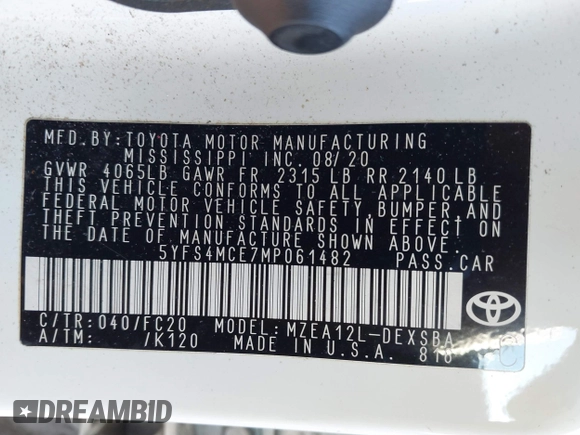 MFD.BY:TOYOTA MOTOR MANUFACTURING
MISSISSIPPI INC. 08/20
GVWR 4065LB GAWR FR 2315 LB RR 2140 LB
THIS VEHICLE CONFORMS TO ALL APPLICABLE
FEDERAL MOTOR VEHICLE SAFETY, BUMPER, AND
THEFT PREVENTION STANDARDS IN EFFECT ON
THE DATE OF MANUFACTURE SHOWN ABOVE.
5YFS4MCE7MP061482 PASS.CAR
C/TR: 040/FC20 MODEL: MZEA12L-DEXSBA
A/TM: /K120 MADE IN U.S.A. 818
C
TOYOTA
DREAMBID